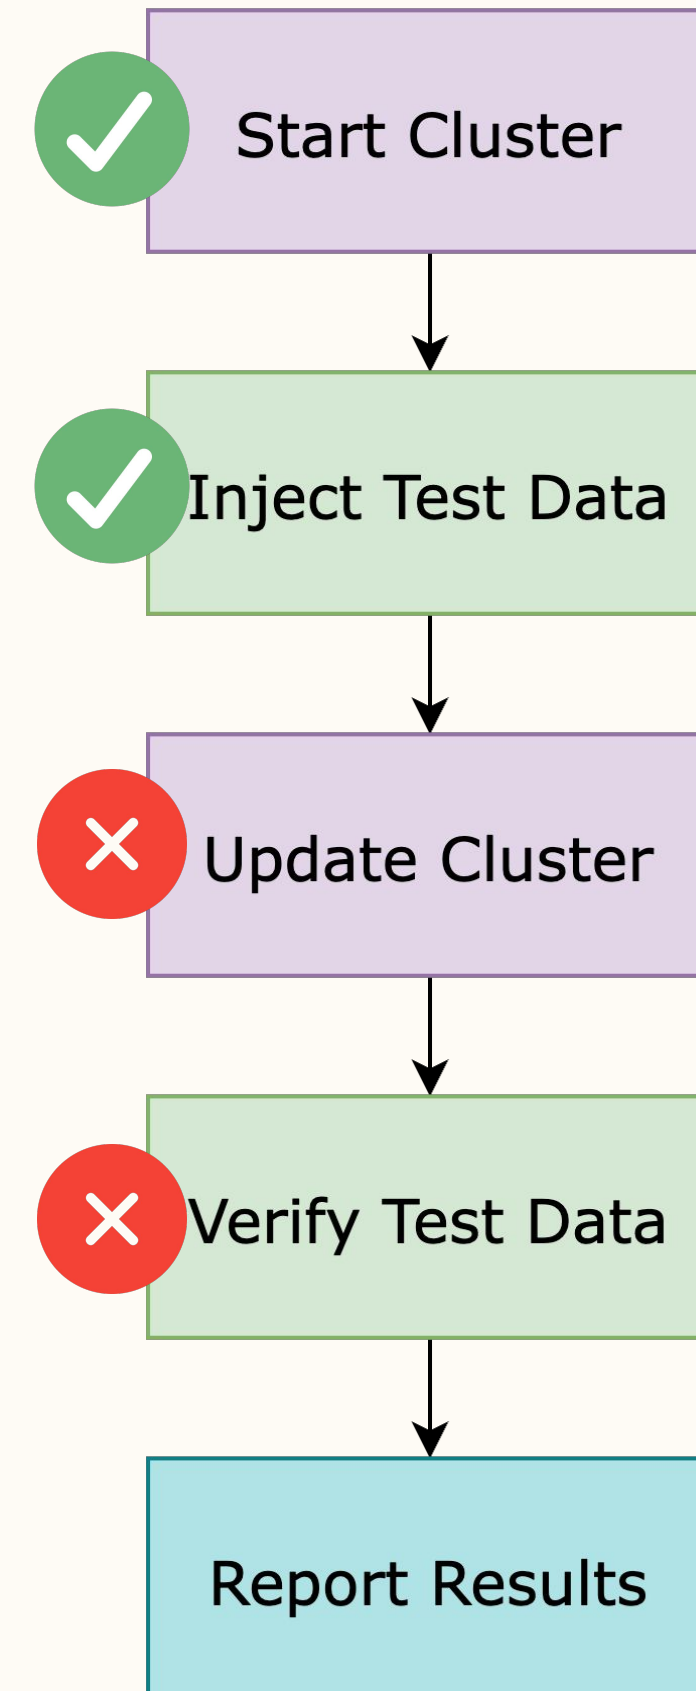 Start Cluster
Inject Test Data
Update Cluster
Verify Test Data
Report Results